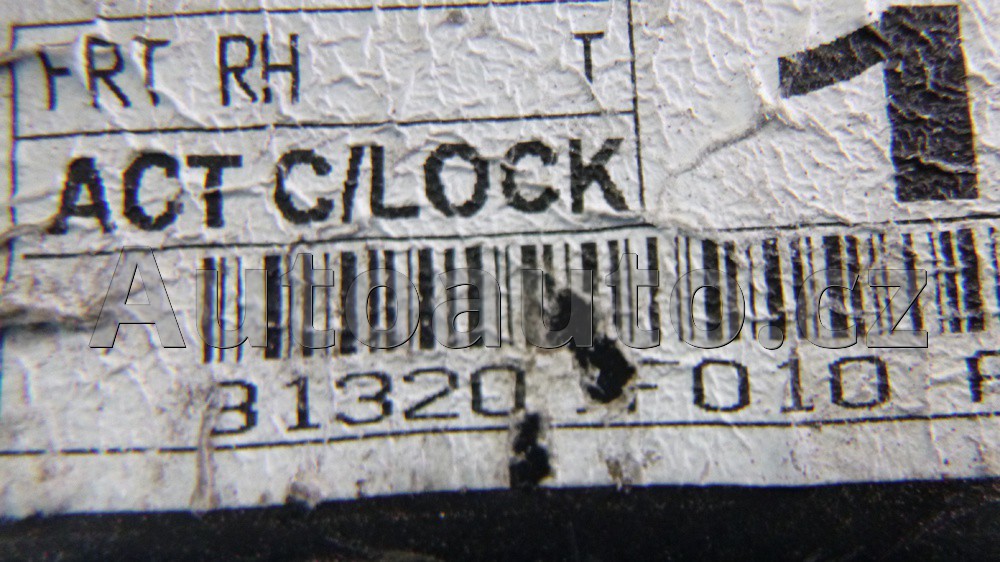 FRT RH T
1
ACT C/LOCK
Autoauto.cz
81320 010